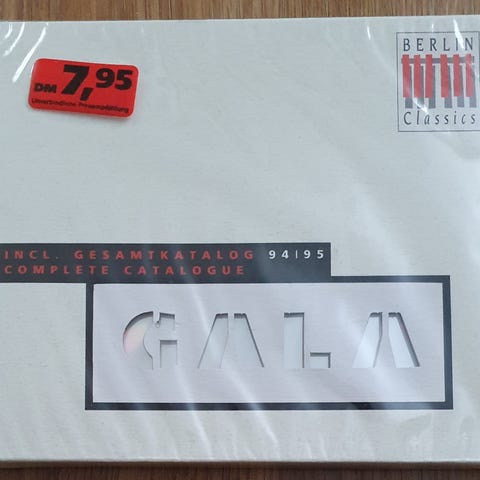 BERLIN
Classics
DM 7,95
Unverbindliche Preisempfehlung
INCL. GESAMTKATALOG 94|95
COMPLETE CATALOGUE
GALA